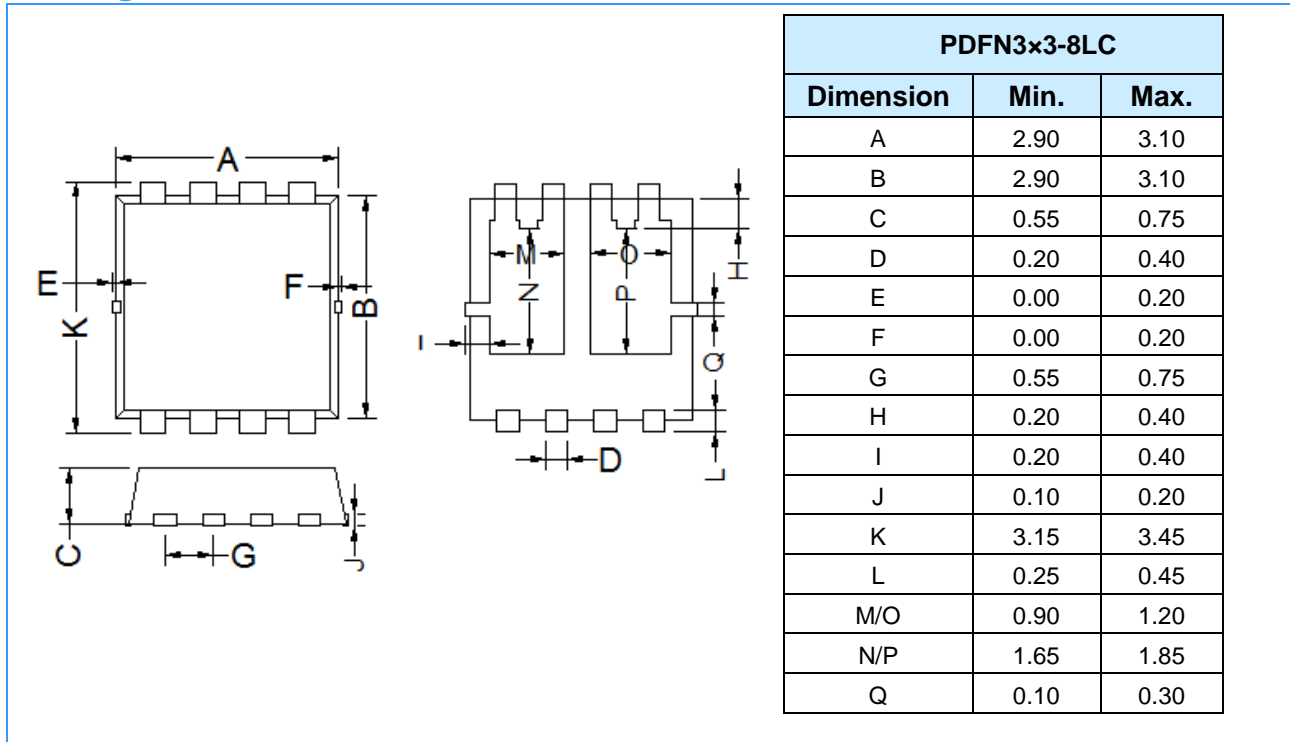 PDFN3×3-8LC
Dimension Min. Max.
A 2.90 3.10
B 2.90 3.10
C 0.55 0.75
D 0.20 0.40
E 0.00 0.20
F 0.00 0.20
G 0.55 0.75
H 0.20 0.40
I 0.20 0.40
J 0.10 0.20
K 3.15 3.45
L 0.25 0.45
M/O 0.90 1.20
N/P 1.65 1.85
Q 0.10 0.30
A
E
F
K
B
C
G
J
M
O
N
P
H
I
Q
D
L